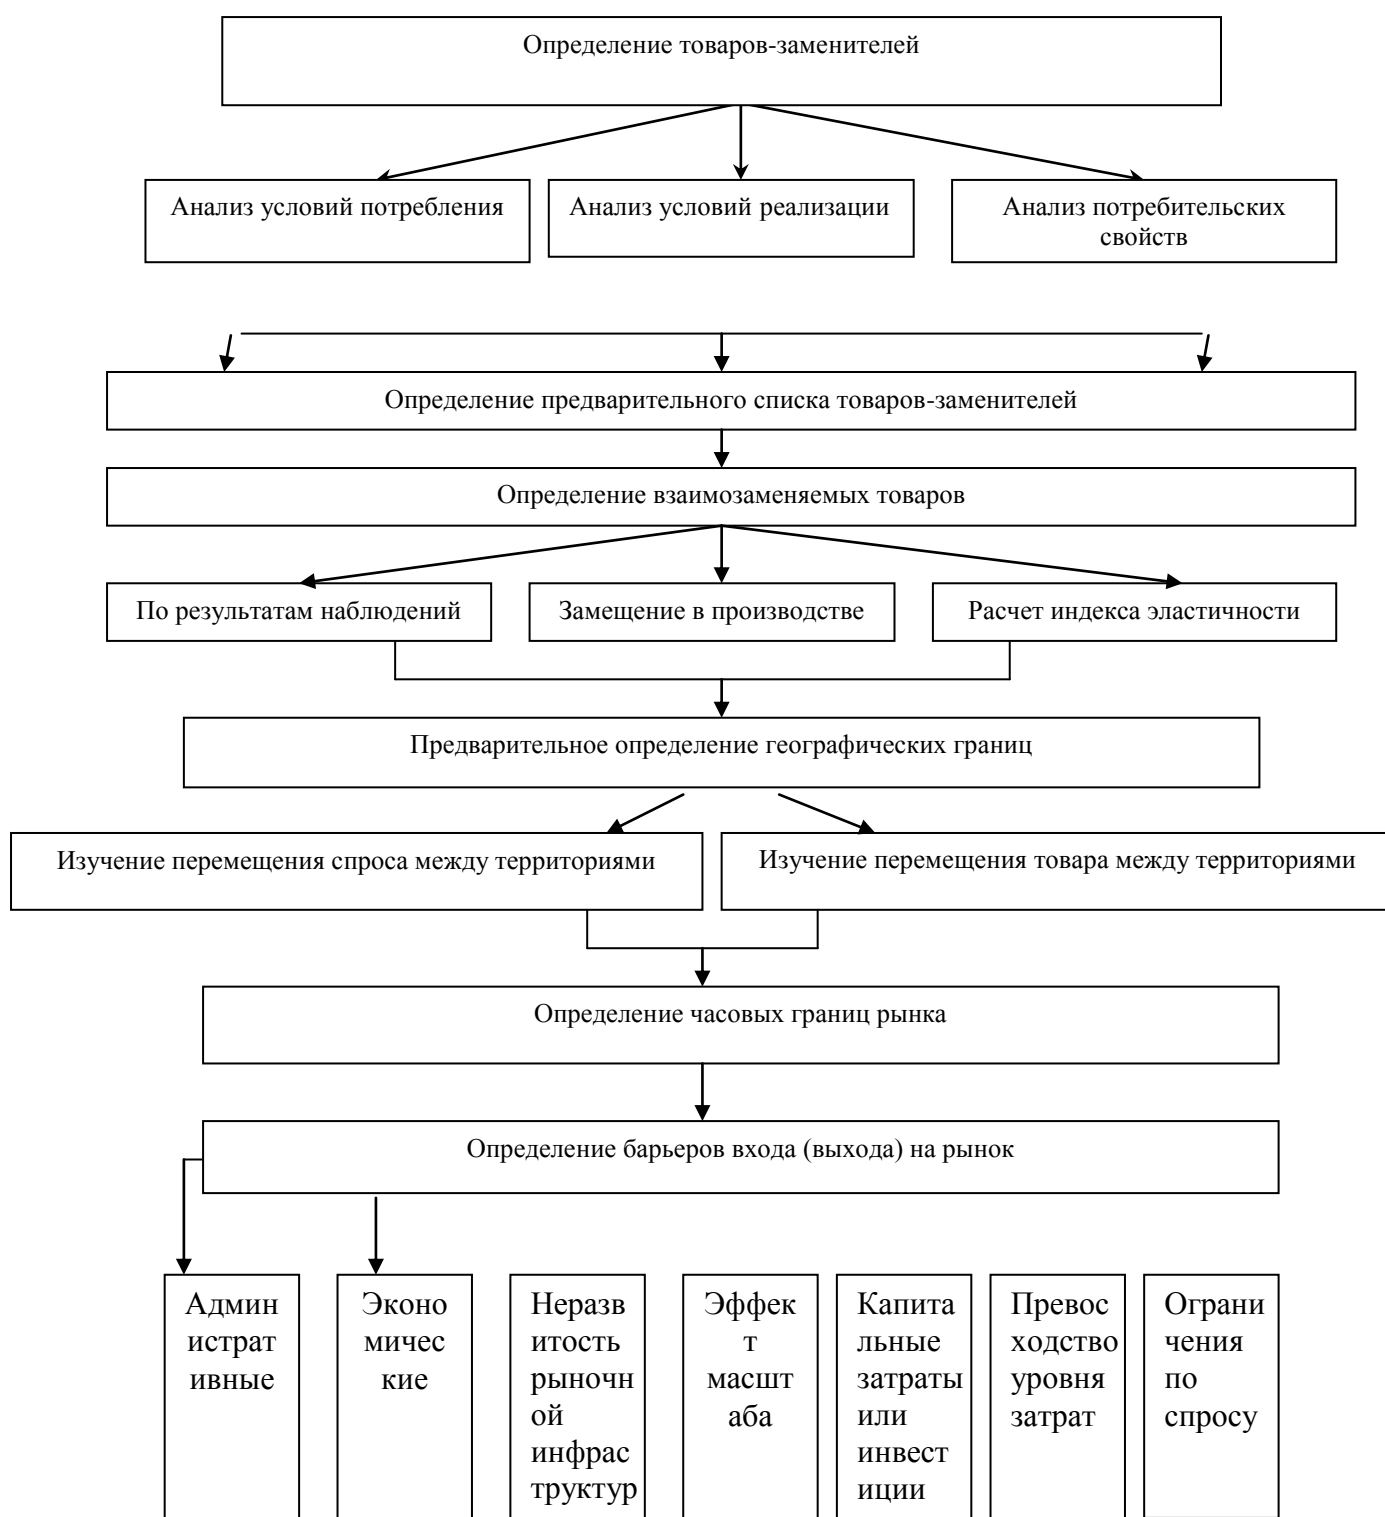 Определение товаров-заменителей
Анализ условий потребления
Анализ условий реализации
Анализ потребительских
свойств
Определение предварительного списка товаров-заменителей
Определение взаимозаменяемых товаров
По результатам наблюдений
Замещение в производстве
Расчет индекса эластичности
Предварительное определение географических границ
Изучение перемещения спроса между территориями
Изучение перемещения товара между территориями
Определение часовых границ рынка
Определение барьеров входа (выхода) на рынок
Админ
истрат
ивные
Эконо
мичес
кие
Неразв
итость
рыночн
ой
инфрас
труктур
Эффек
т
масшт
аба
Капита
льные
затраты
или
инвест
иции
Превос
ходство
уровня
затрат
Ограни
чения
по
спросу